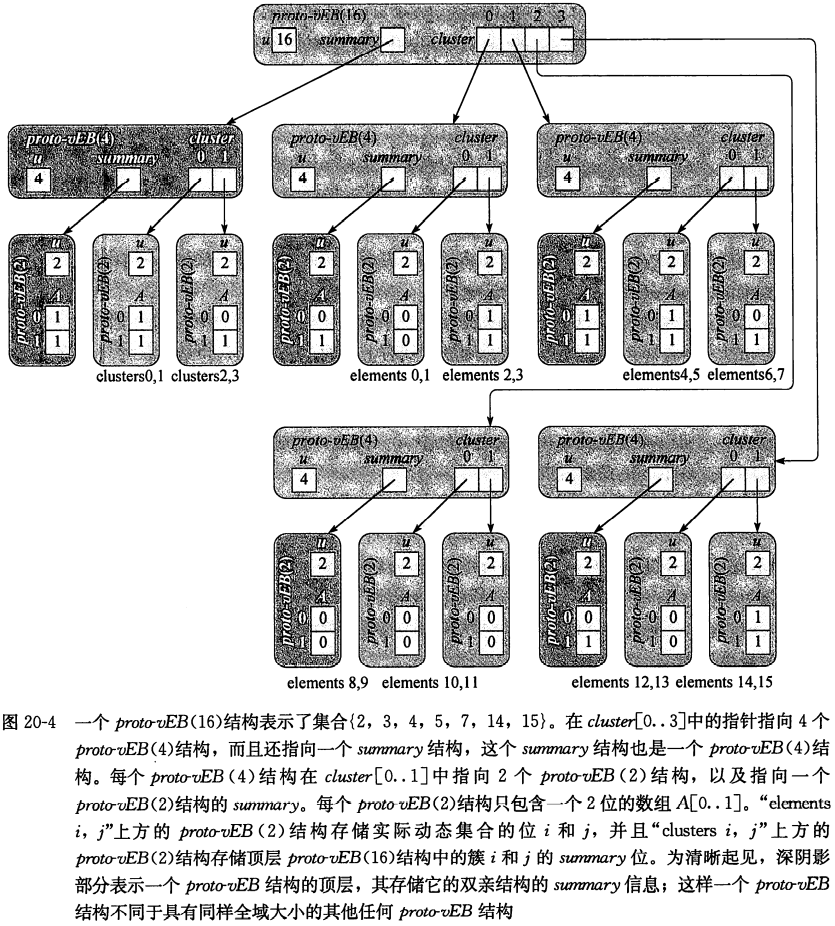 proto-vEB(16)
u 16 summary cluster 0 1 2 3
proto-vEB(4) cluster
u summary 0 1
4
proto-vEB(4) cluster
u summary 0 1
4
proto-vEB(4) cluster
u summary 0 1
4
proto-vEB(2) u 2 A 0 1 1 1
proto-vEB(2) u 2 A 0 1 1 1
proto-vEB(2) u 2 A 0 0 1 1
proto-vEB(2) u 2 A 0 0 1 1
proto-vEB(2) u 2 A 0 0 1 0
proto-vEB(2) u 2 A 0 1 1 1
proto-vEB(2) u 2 A 0 1 1 1
proto-vEB(2) u 2 A 0 1 1 1
proto-vEB(2) u 2 A 0 0 1 1
clusters0,1 clusters2,3 elements 0,1 elements 2,3 elements4,5 elements6,7
proto-vEB(4) cluster
u summary 0 1
4
proto-vEB(4) cluster
u summary 0 1
4
proto-vEB(2) u 2 A 0 0 1 0
proto-vEB(2) u 2 A 0 0 1 0
proto-vEB(2) u 2 A 0 0 1 0
proto-vEB(2) u 2 A 0 0 1 1
proto-vEB(2) u 2 A 0 0 1 0
proto-vEB(2) u 2 A 0 1 1 1
elements 8,9 elements 10,11 elements 12,13 elements 14,15
图 20-4 一个 proto-vEB(16)结构表示了集合{2, 3, 4, 5, 7, 14, 15}。在 cluster[0..3]中的指针指向 4 个
proto-vEB(4)结构，而且还指向一个 summary 结构，这个 summary 结构也是一个 proto-vEB(4)结
构。每个 proto-vEB(4)结构在 cluster[0..1]中指向 2 个 proto-vEB(2)结构，以及指向一个
proto-vEB(2)结构的 summary。每个 proto-vEB(2)结构只包含一个 2 位的数组 A[0..1]。“elements
i, j”上方的 proto-vEB(2)结构存储实际动态集合的位 i 和 j，并且“clusters i, j”上方的
proto-vEB(2)结构存储顶层 proto-vEB(16)结构中的簇 i 和 j 的 summary 位。为清晰起见，深阴影
部分表示一个 proto-vEB 结构的顶层，其存储它的双亲结构的 summary 信息；这样一个 proto-vEB
结构不同于具有同样全域大小的其他任何 proto-vEB 结构